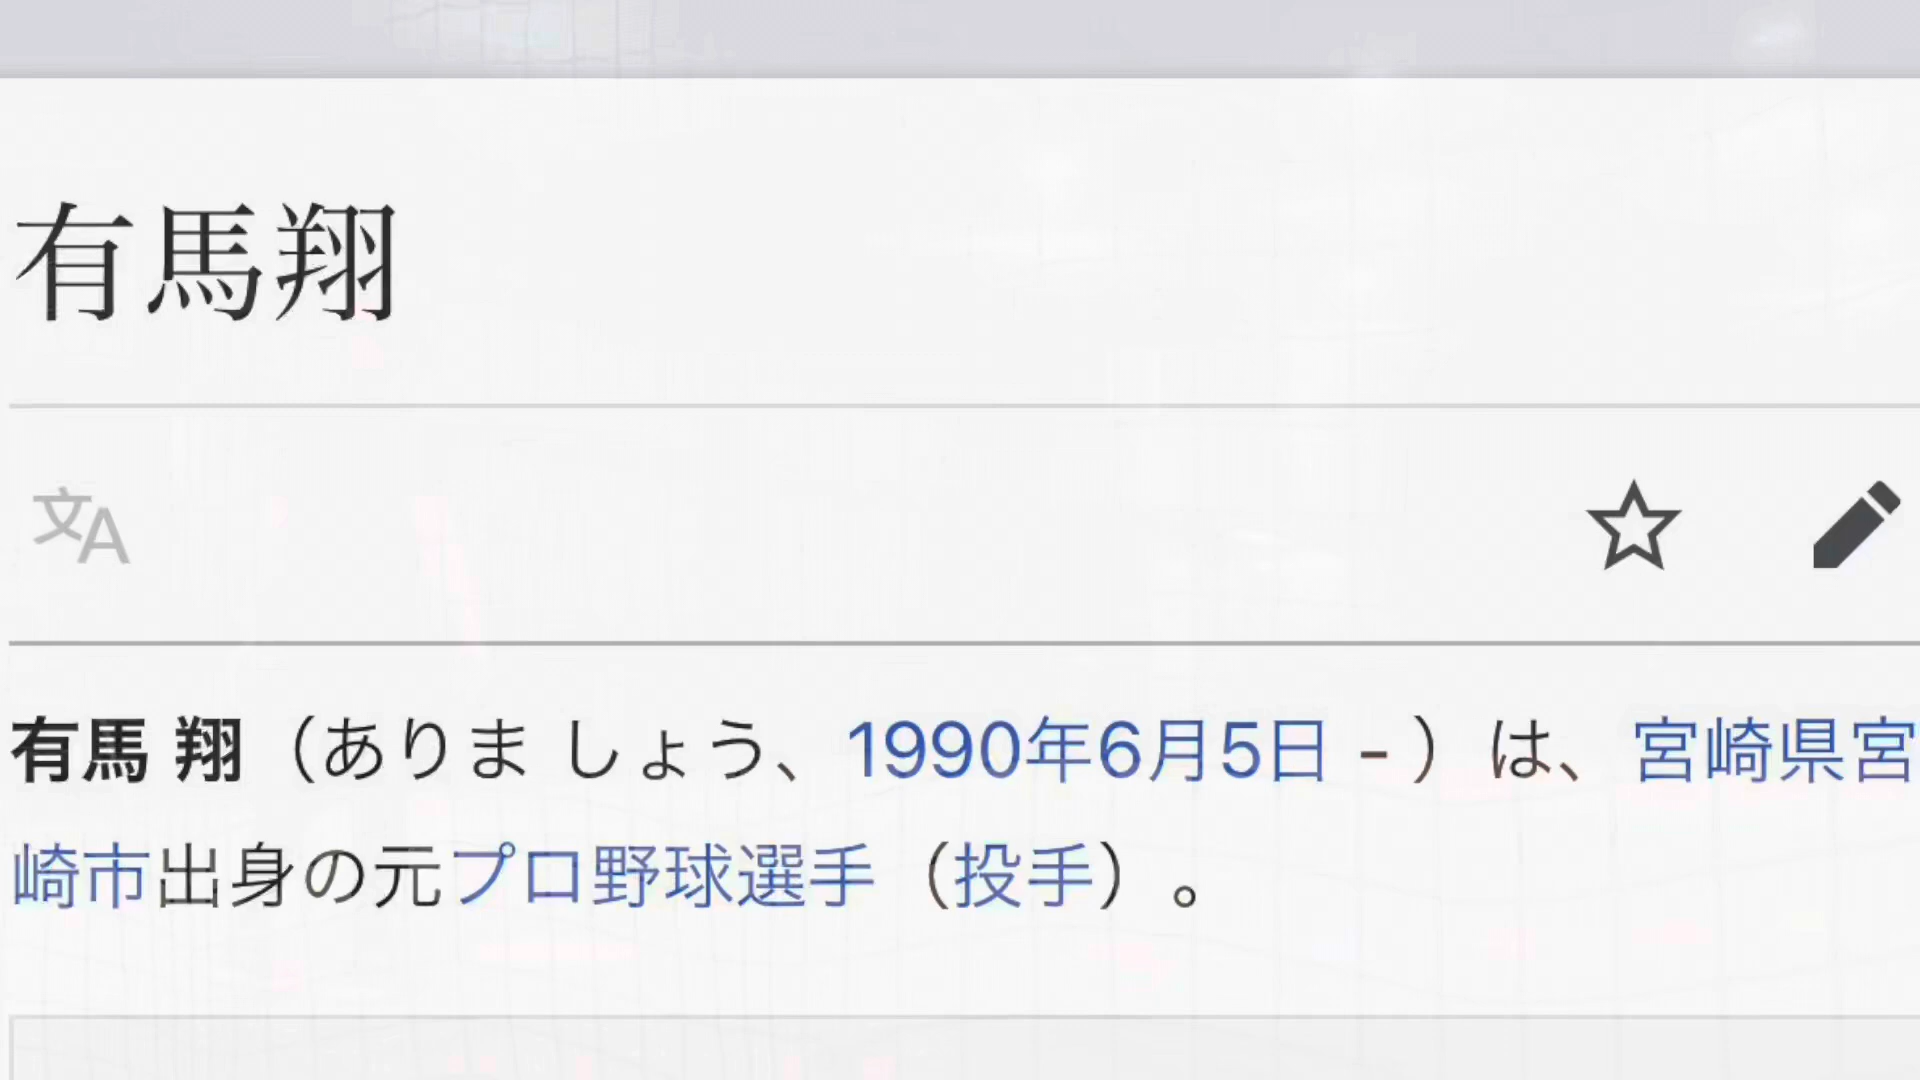 有馬翔
有馬 翔（ありま しょう、1990年6月5日 - ）は、宮崎県宮
崎市出身の元プロ野球選手（投手）。